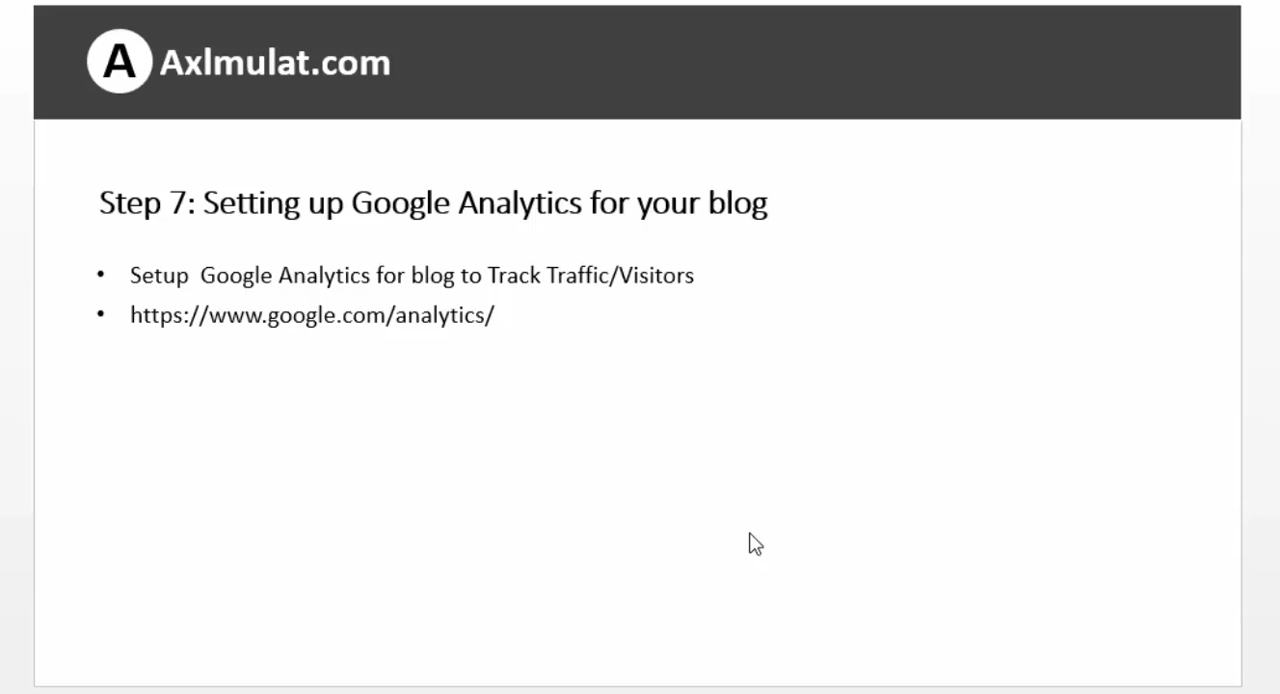 A Axlmulat.com
Step 7: Setting up Google Analytics for your blog
• Setup  Google Analytics for blog to Track Traffic/Visitors
• https://www.google.com/analytics/